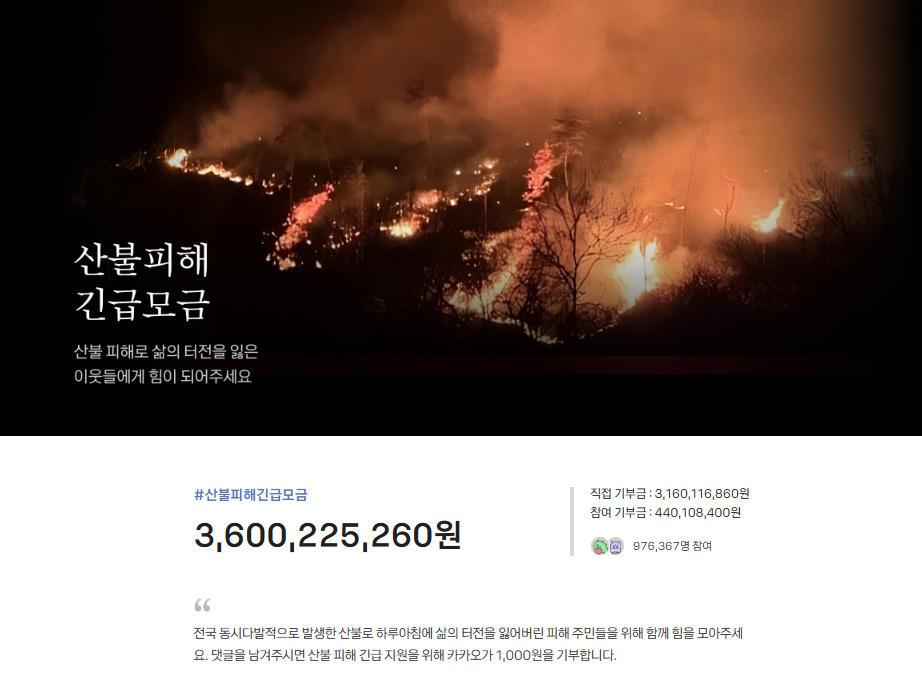 산불피해
긴급모금
산불 피해로 삶의 터전을 잃은
이웃들에게 힘이 되어주세요
#산불피해긴급모금
3,600,225,260원
직접 기부금 : 3,160,116,860원
참여 기부금 : 440,108,400원
976,367명 참여
“
전국 동시다발적으로 발생한 산불로 하루아침에 삶의 터전을 잃어버린 피해 주민들을 위해 함께 힘을 모아주세
요. 댓글을 남겨주시면 산불 피해 긴급 지원을 위해 카카오가 1,000원을 기부합니다.